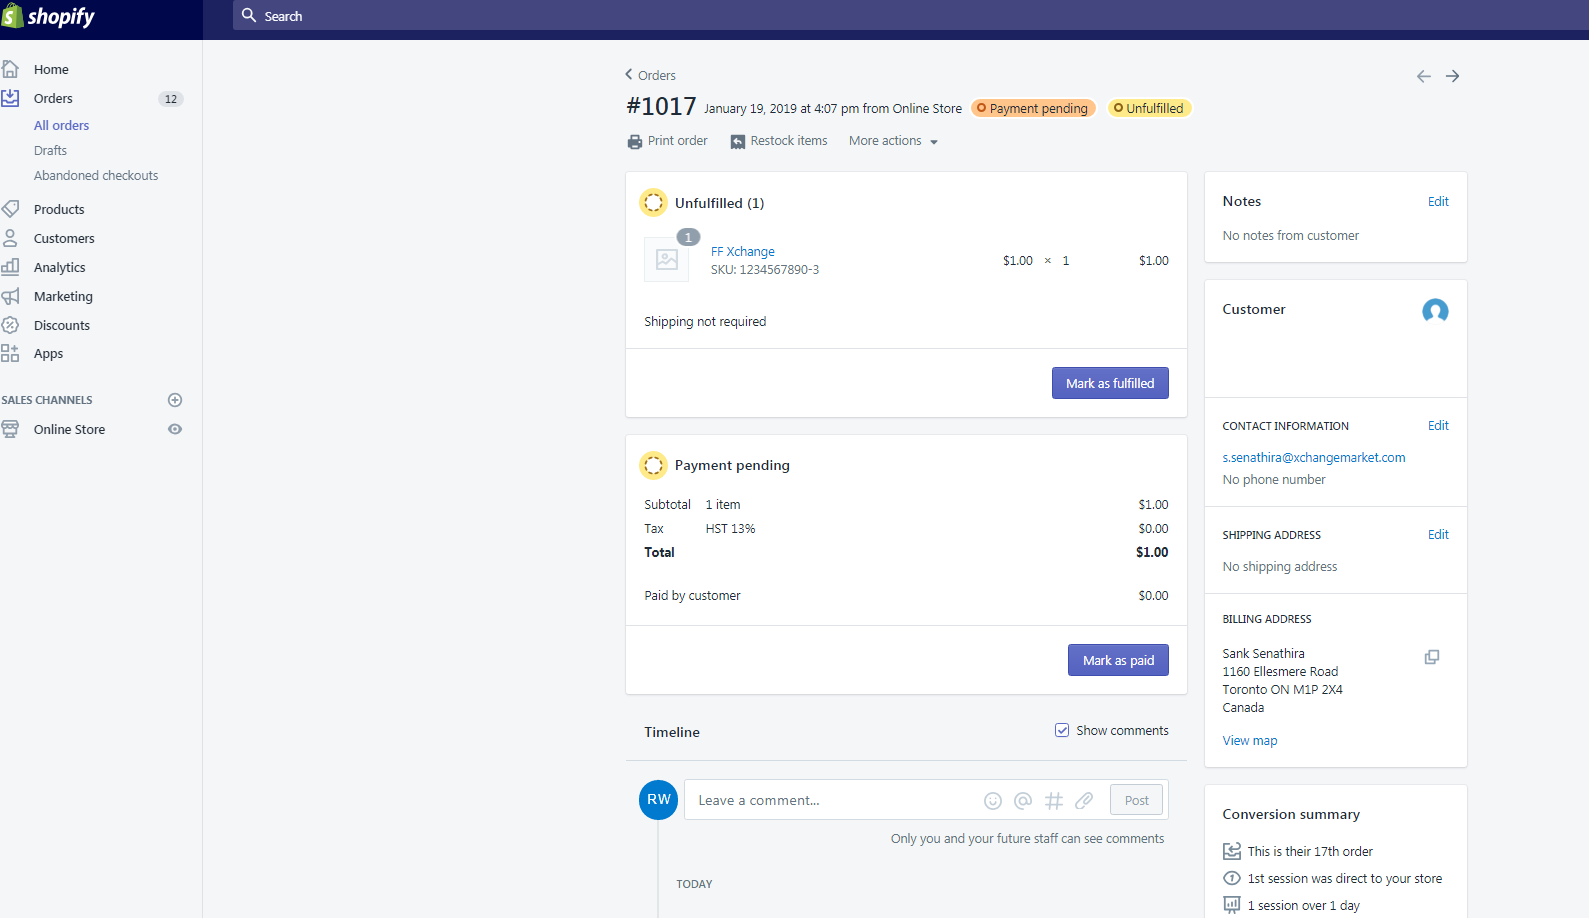 shopify
Search
Home
Orders 12
All orders
Drafts
Abandoned checkouts
Products
Customers
Analytics
Marketing
Discounts
Apps
SALES CHANNELS
Online Store
Orders
#1017 January 19, 2019 at 4:07 pm from Online Store Payment pending Unfulfilled
Print order Restock items More actions
Unfulfilled (1)
1
FF Xchange
SKU: 1234567890-3
$1.00 × 1 $1.00
Shipping not required
Mark as fulfilled
Payment pending
Subtotal 1 item $1.00
Tax HST 13% $0.00
Total $1.00
Paid by customer $0.00
Mark as paid
Timeline Show comments
RW Leave a comment... Post
Only you and your future staff can see comments
TODAY
Notes Edit
No notes from customer
Customer
CONTACT INFORMATION Edit
s.senathira@xchangemarket.com
No phone number
SHIPPING ADDRESS Edit
No shipping address
BILLING ADDRESS
Sank Senathira
1160 Ellesmere Road
Toronto ON M1P 2X4
Canada
View map
Conversion summary
This is their 17th order
1st session was direct to your store
1 session over 1 day